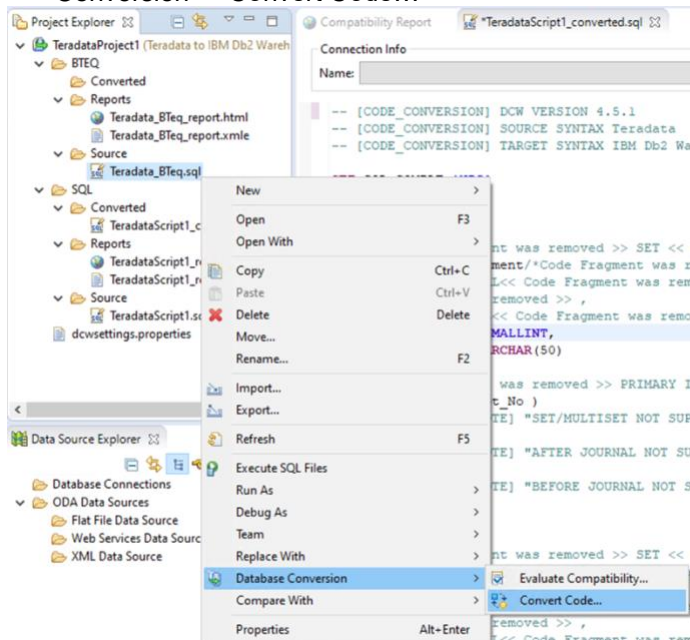 Conversion
Convert Code...
Project Explorer
TeradataProject1 (Teradata to IBM Db2 Wareh
BTEQ
Converted
Reports
Teradata_BTeq_report.html
Teradata_BTeq_report.xmle
Source
Teradata_BTeq.sql
SQL
Converted
TeradataScript1_c
Reports
TeradataScript1_r
TeradataScript1_r
Source
TeradataScript1.sc
dcwsettings.properties
Data Source Explorer
Database Connections
ODA Data Sources
Flat File Data Source
Web Services Data Sourc
XML Data Source
Compatibility Report
*TeradataScript1_converted.sql
Connection Info
Name:
-- [CODE_CONVERSION] DCW VERSION 4.5.1
-- [CODE_CONVERSION] SOURCE SYNTAX Teradata
-- [CODE_CONVERSION] TARGET SYNTAX IBM Db2 Wa
nt was removed >> SET <<
ment/*Code Fragment was r
L<< Code Fragment was rem
removed >> ,
<< Code Fragment was remo
MALLINT,
RCHAR(50)
was removed >> PRIMARY I
t_No )
TE] "SET/MULTISET NOT SUP
TE] "AFTER JOURNAL NOT SU
TE] "BEFORE JOURNAL NOT S
nt was removed >> SET <<
removed >> ,
<< Code Fragment was rem
New
Open F3
Open With
Copy Ctrl+C
Paste Ctrl+V
Delete Delete
Move...
Rename... F2
Import...
Export...
Refresh F5
Execute SQL Files
Run As
Debug As
Team
Replace With
Database Conversion
Compare With
Properties Alt+Enter
Evaluate Compatibility...
Convert Code...